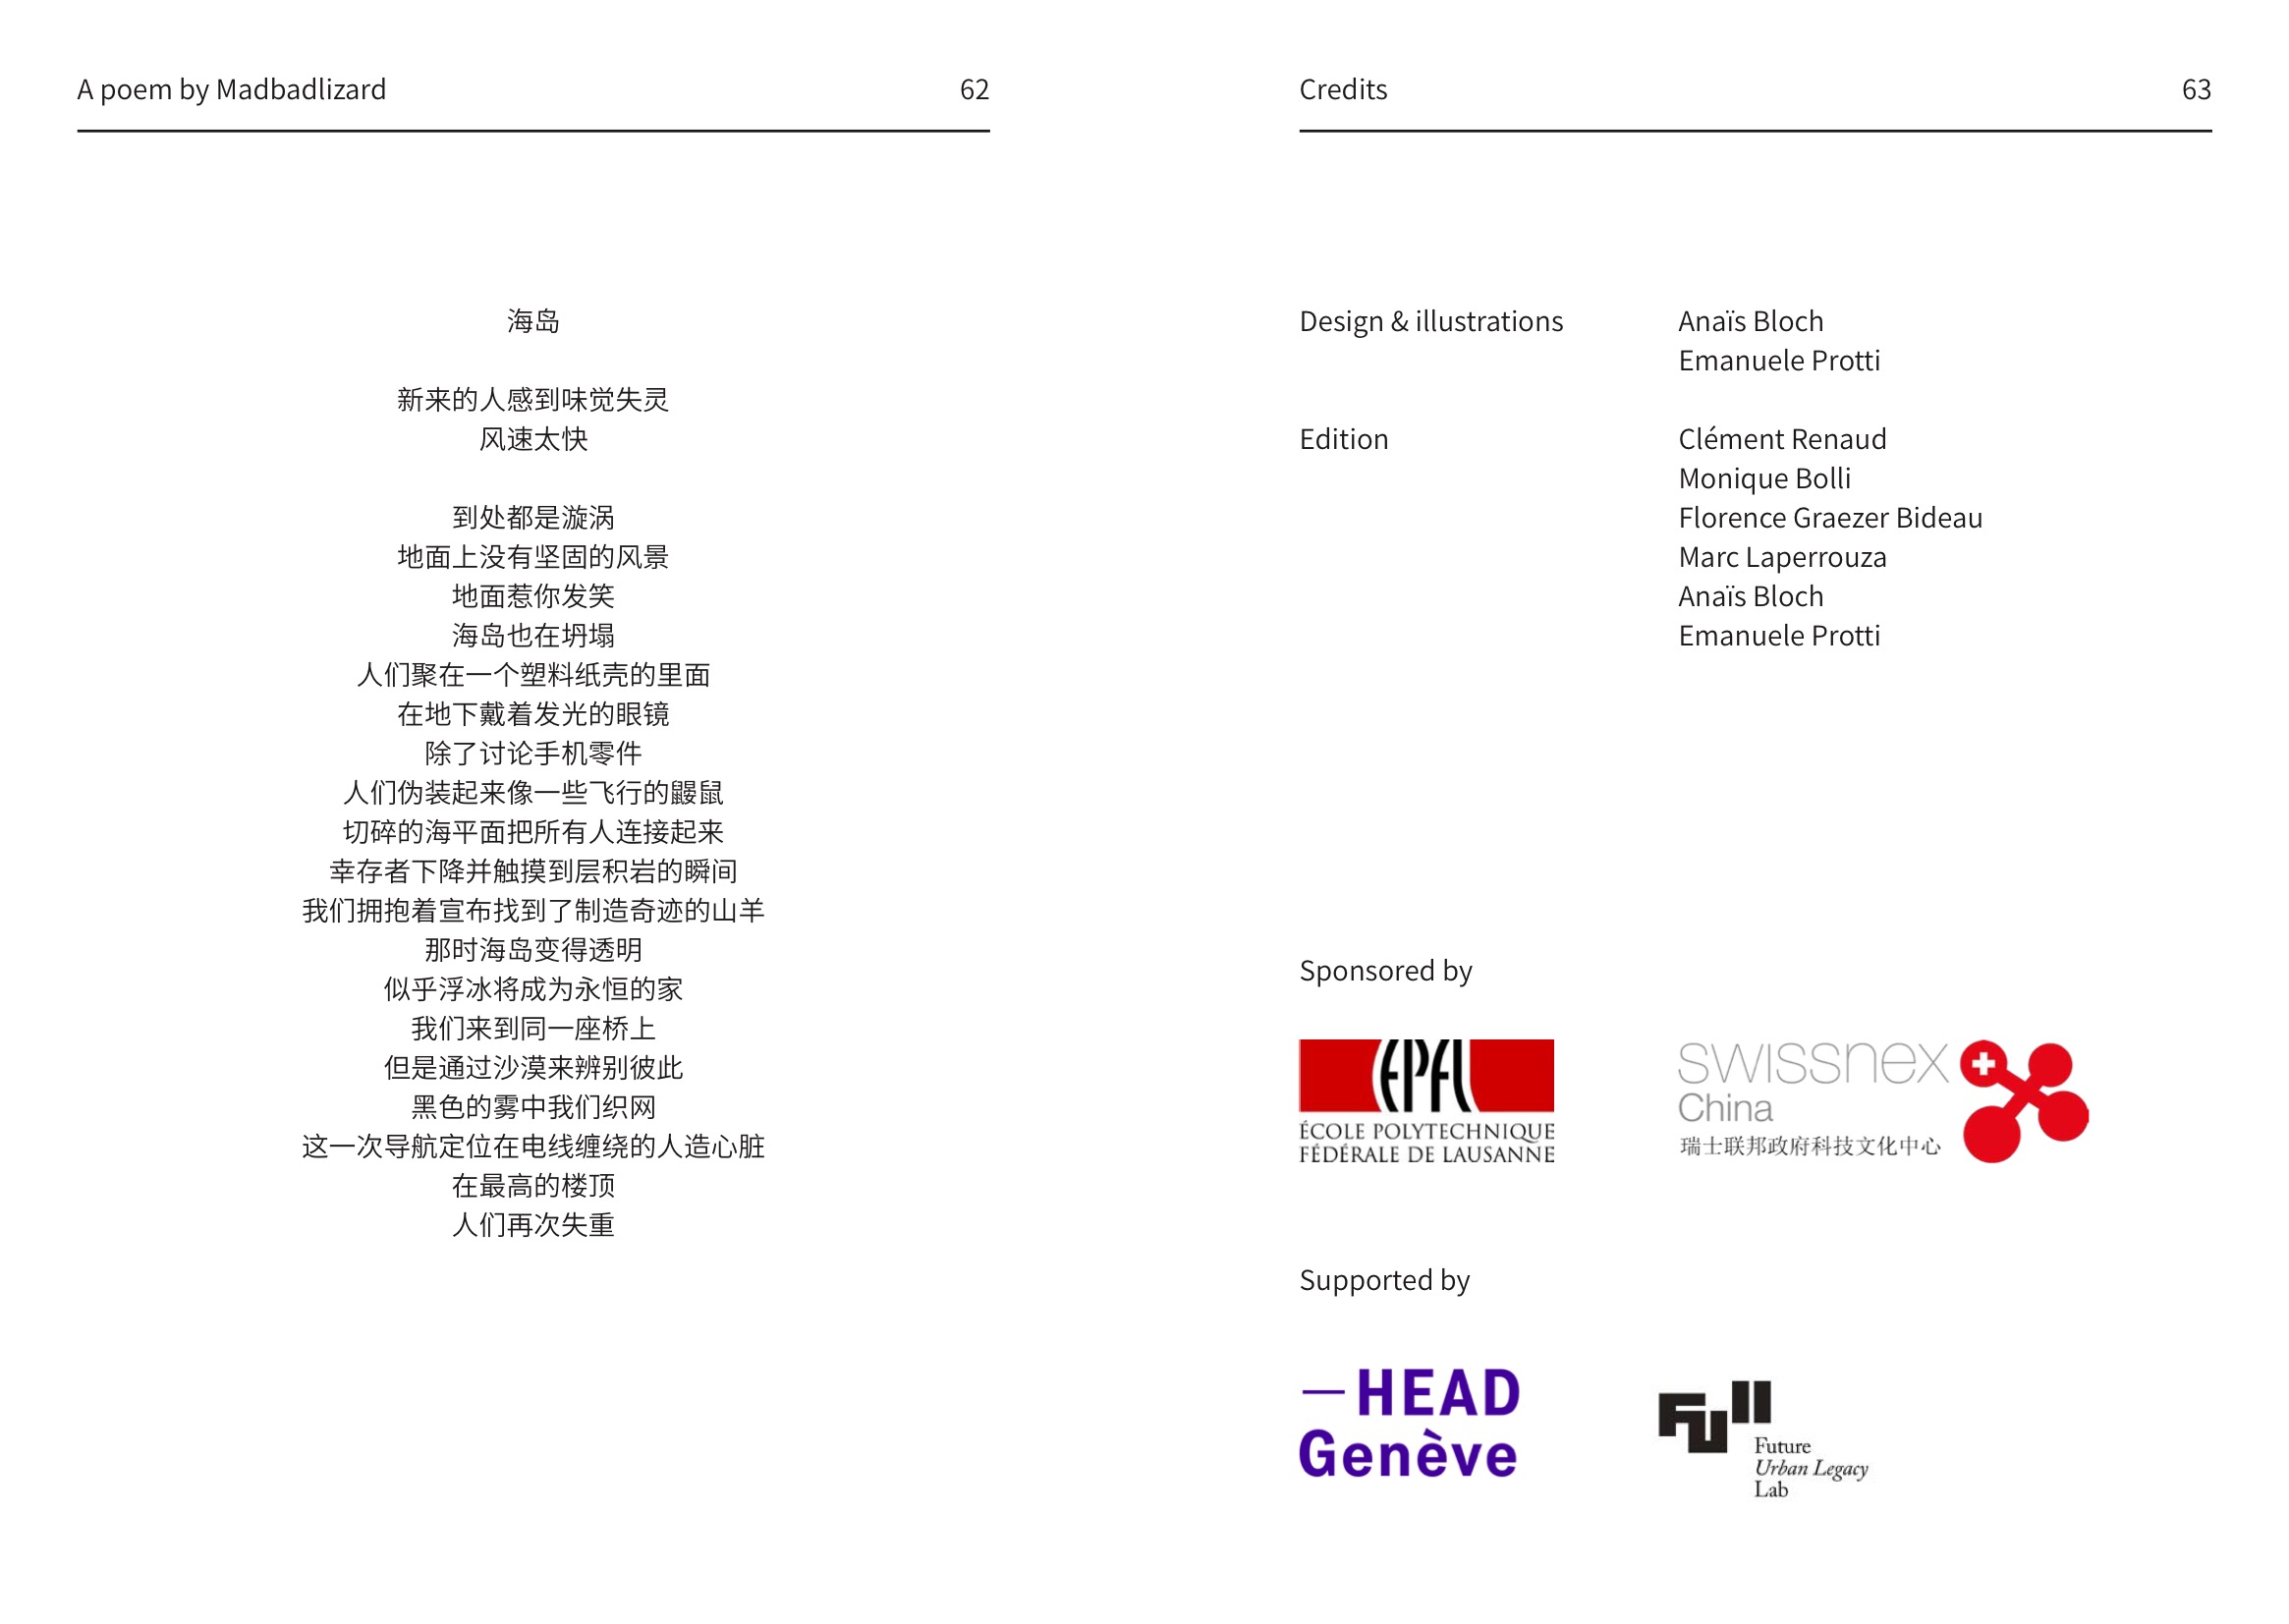 A poem by Madbadlizard 62
海岛
新来的人感到味觉失灵
风速太快
到处都是漩涡
地面上没有坚固的风景
地面惹你发笑
海岛也在坍塌
人们聚在一个塑料纸壳的里面
在地下戴着发光的眼镜
除了讨论手机零件
人们伪装起来像一些飞行的鼹鼠
切碎的海平面把所有人连接起来
幸存者下降并触摸到层积岩的瞬间
我们拥抱着宣布找到了制造奇迹的山羊
那时海岛变得透明
似乎浮冰将成为永恒的家
我们来到同一座桥上
但是通过沙漠来辨别彼此
黑色的雾中我们织网
这一次导航定位在电线缠绕的人造心脏
在最高的楼顶
人们再次失重
Credits 63
Design & illustrations
Anaïs Bloch
Emanuele Protti
Edition
Clément Renaud
Monique Bolli
Florence Graezer Bideau
Marc Laperrouza
Anaïs Bloch
Emanuele Protti
Sponsored by
EPFL
ÉCOLE POLYTECHNIQUE
FÉDÉRALE DE LAUSANNE
swissnex
China
瑞士联邦政府科技文化中心
Supported by
—HEAD
Genève
FULL
Future
Urban Legacy
Lab